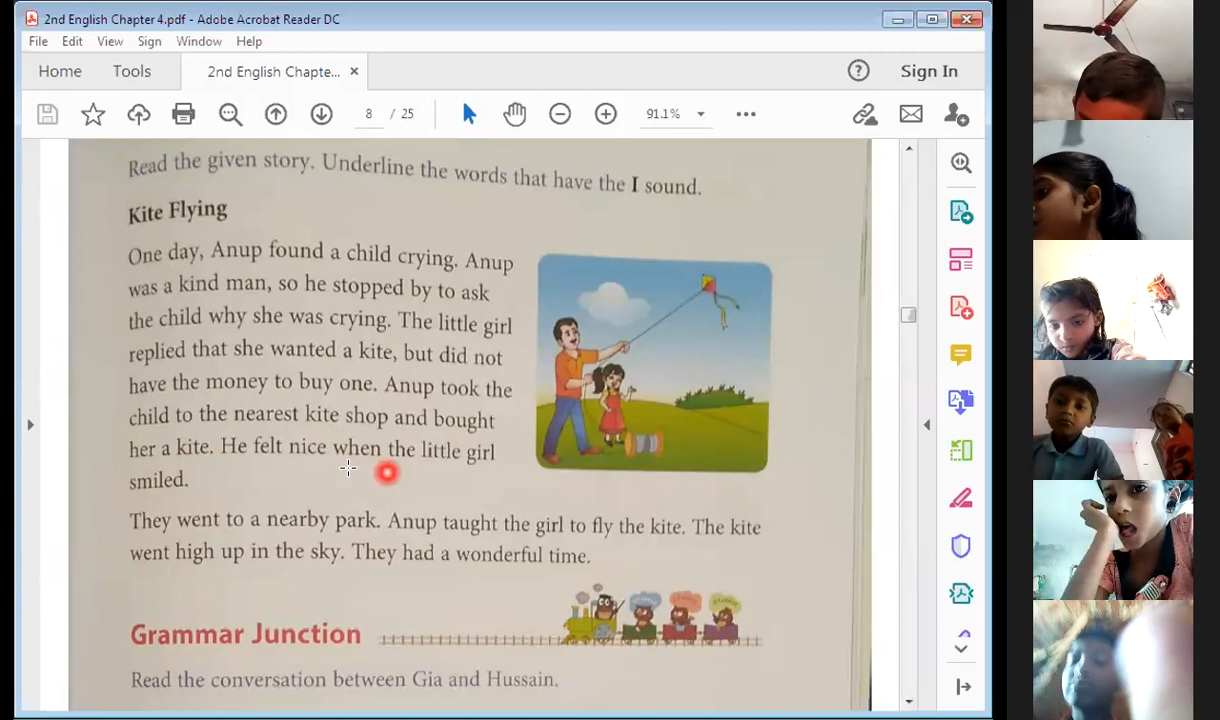 2nd English Chapter 4.pdf - Adobe Acrobat Reader DC
File Edit View Sign Window Help
Home Tools 2nd English Chapte... Sign In
8 / 25 91.1%
Read the given story. Underline the words that have the I sound.
Kite Flying
One day, Anup found a child crying. Anup
was a kind man, so he stopped by to ask
the child why she was crying. The little girl
replied that she wanted a kite, but did not
have the money to buy one. Anup took the
child to the nearest kite shop and bought
her a kite. He felt nice when the little girl
smiled.
They went to a nearby park. Anup taught the girl to fly the kite. The kite
went high up in the sky. They had a wonderful time.
Grammar Junction
Read the conversation between Gia and Hussain.